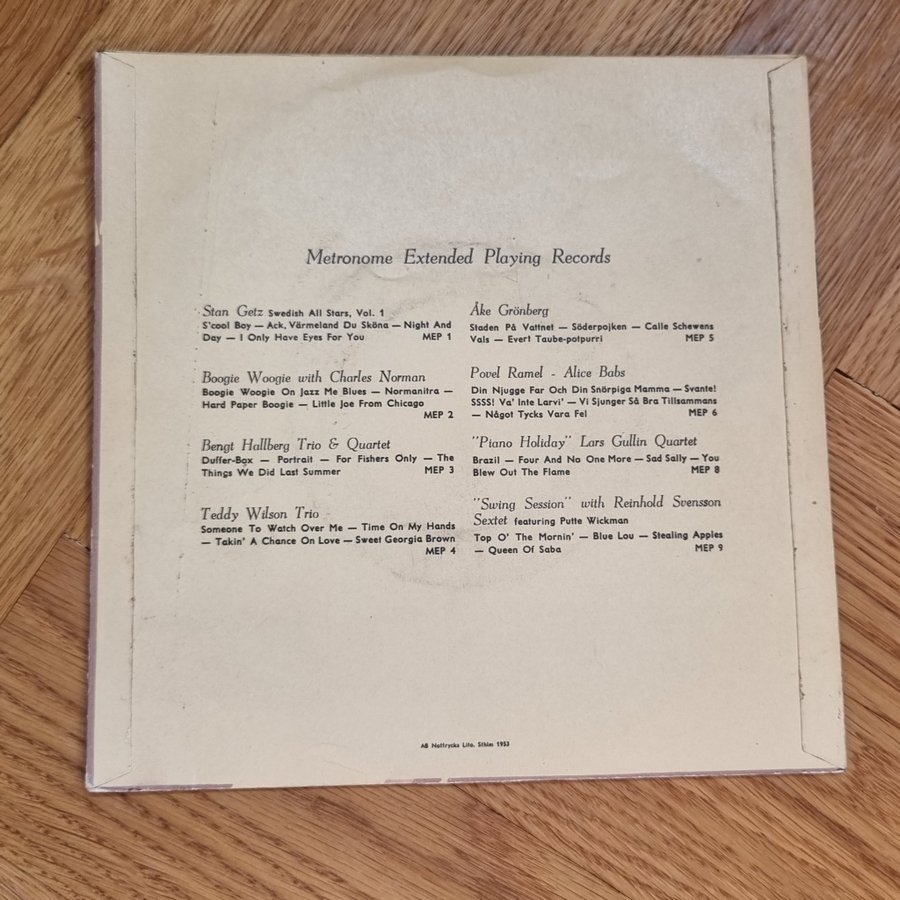 Metronome Extended Playing Records
Stan Getz Swedish All Stars, Vol. 1
S'cool Boy — Ack, Värmeland Du Sköna — Night And
Day — I Only Have Eyes For You MEP 1
Boogie Woogie with Charles Norman
Boogie Woogie On Jazz Me Blues — Normanitra —
Hard Paper Boogie — Little Joe From Chicago
MEP 2
Bengt Hallberg Trio & Quartet
Duffer-Box — Portrait — For Fishers Only — The
Things We Did Last Summer MEP 3
Teddy Wilson Trio
Someone To Watch Over Me — Time On My Hands
— Takin' A Chance On Love — Sweet Georgia Brown
MEP 4
Åke Grönberg
Staden På Vattnet — Söderpojken — Calle Schewens
Vals — Evert Taube-potpurri MEP 5
Povel Ramel - Alice Babs
Din Njugge Far Och Din Snörpiga Mamma — Svante!
SSSS! Va' Inte Larvi' — Vi Sjunger Så Bra Tillsammans
— Något Tycks Vara Fel MEP 6
"Piano Holiday" Lars Gullin Quartet
Brazil — Four And No One More — Sad Sally — You
Blew Out The Flame MEP 8
"Swing Session" with Reinhold Svensson
Sextet featuring Putte Wickman
Top O' The Mornin' — Blue Lou — Stealing Apples
— Queen Of Saba MEP 9
AB Nottrycks Lito. Sthlm 1953